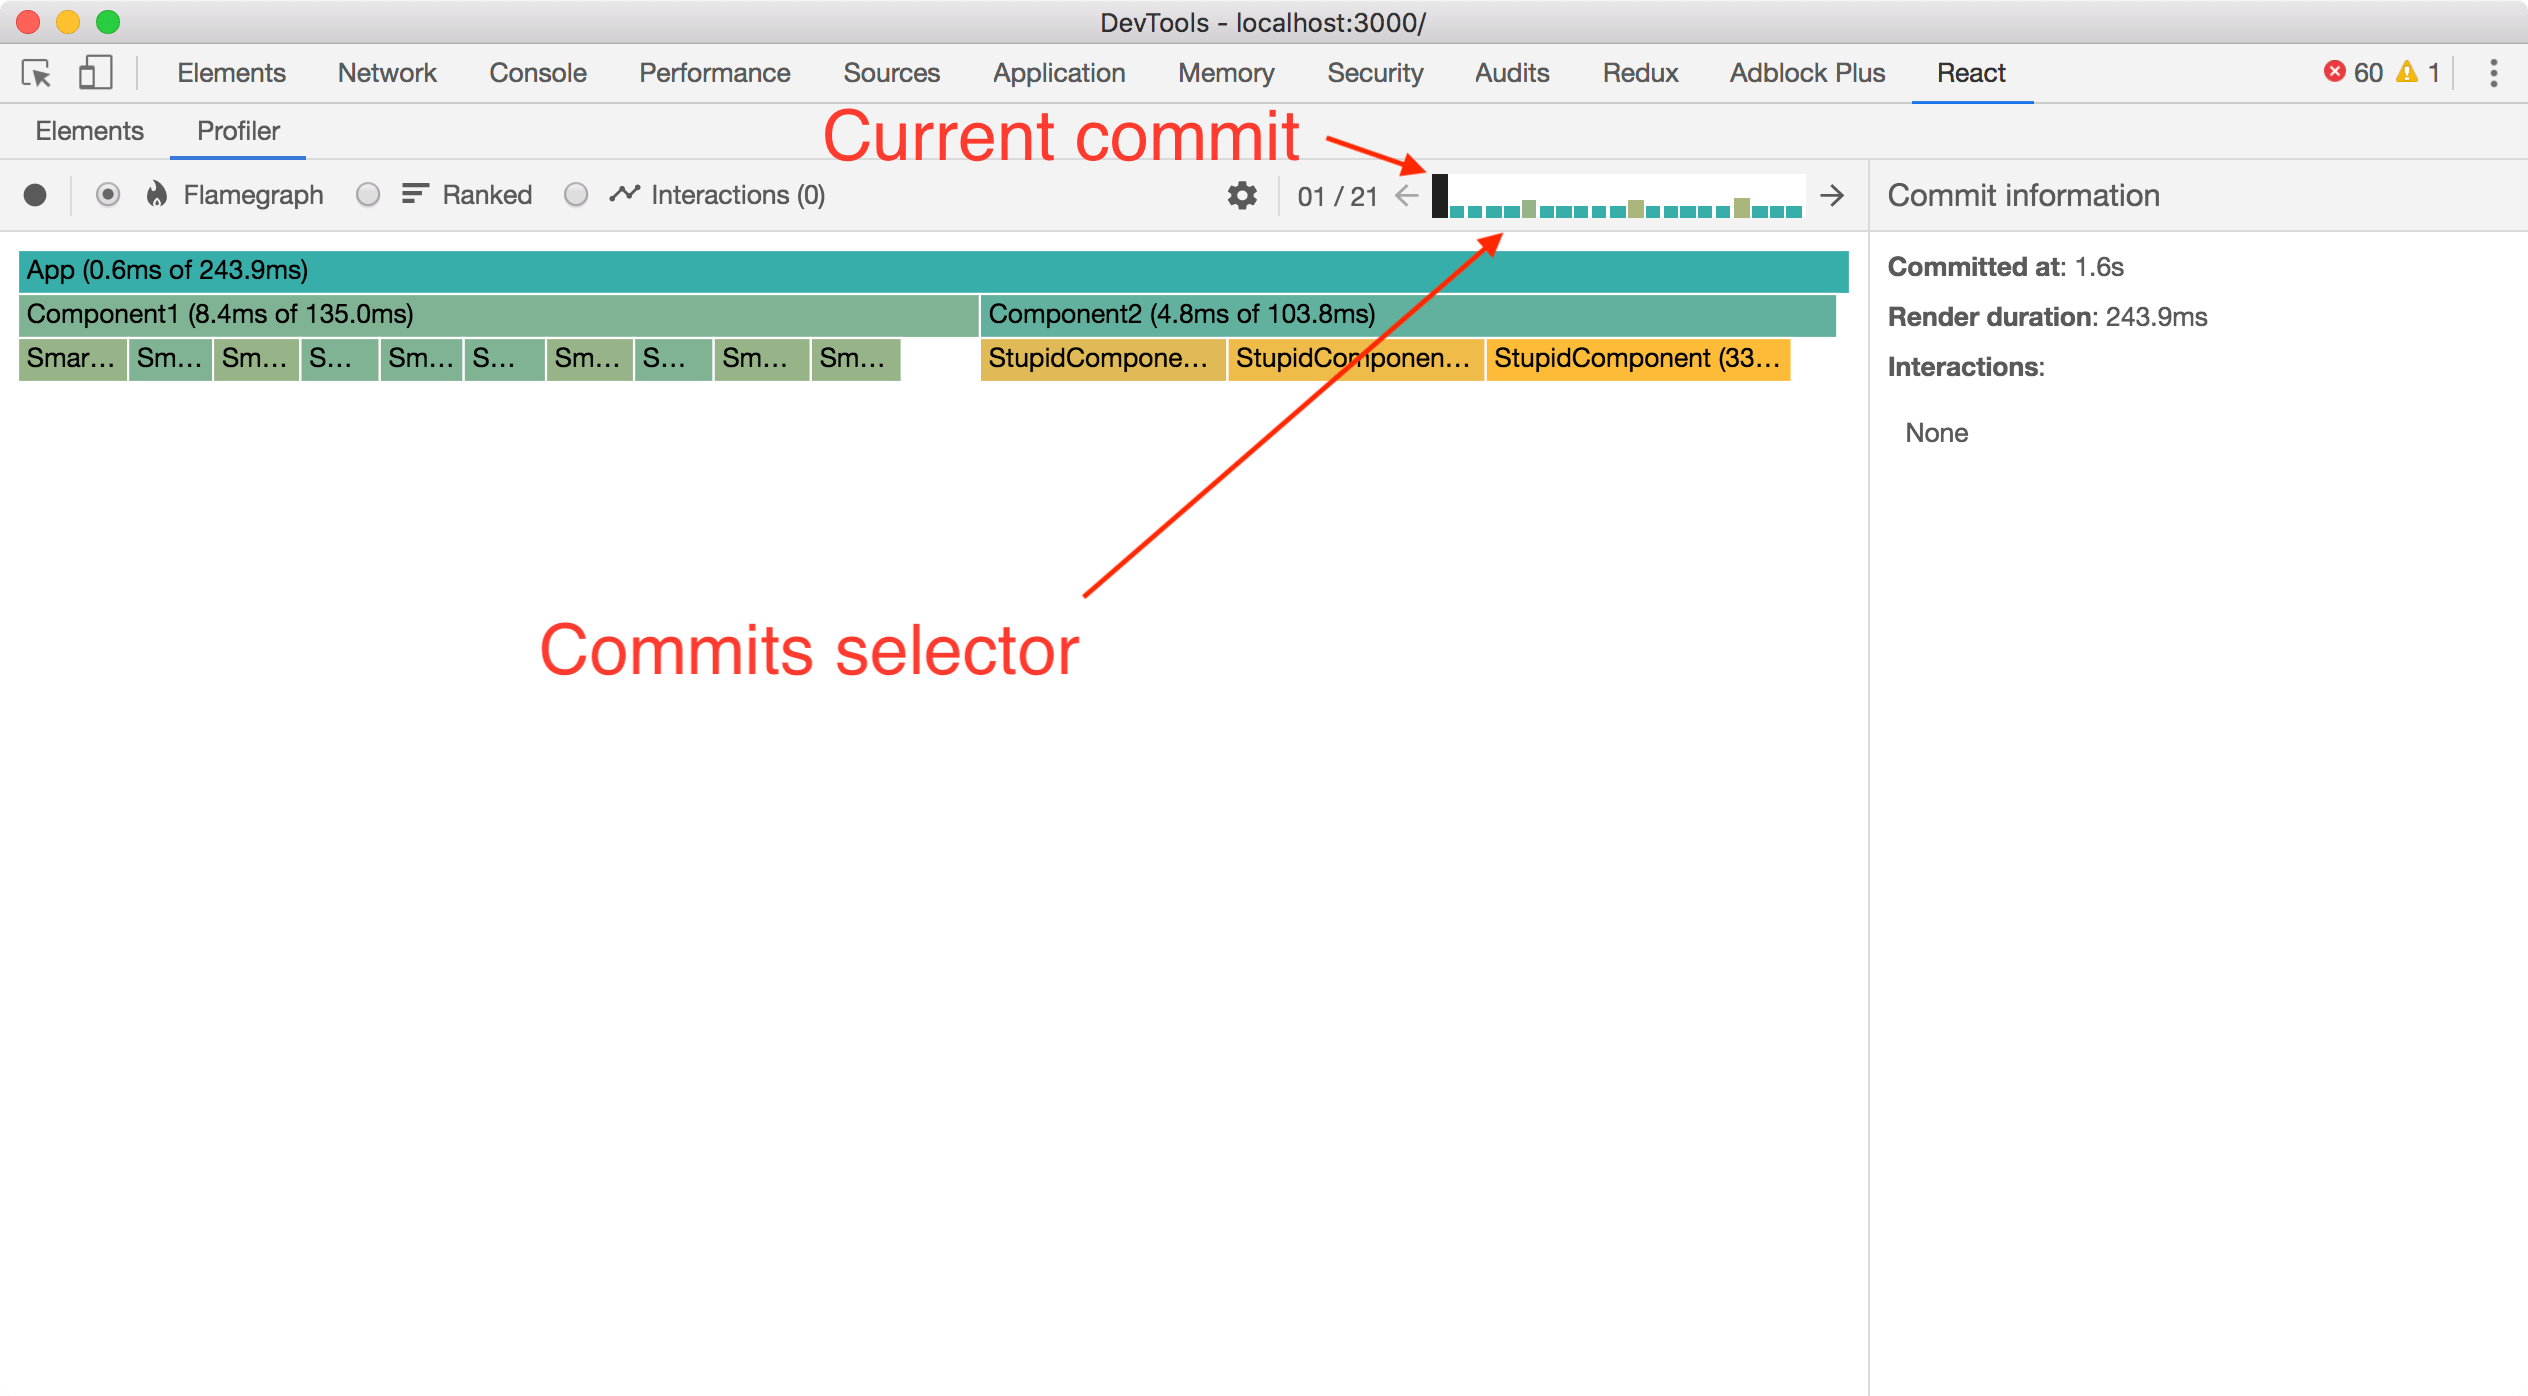 DevTools - localhost:3000/
Elements Network Console Performance Sources Application Memory Security Audits Redux Adblock Plus React 60 1
Elements Profiler
Current commit
Flamegraph Ranked Interactions (0) 01 / 21 Commit information
App (0.6ms of 243.9ms)
Component1 (8.4ms of 135.0ms) Component2 (4.8ms of 103.8ms)
Smar... Sm... Sm... S... Sm... S... Sm... S... Sm... Sm... StupidCompone... StupidComponen... StupidComponent (33...
Committed at: 1.6s
Render duration: 243.9ms
Interactions:
None
Commits selector